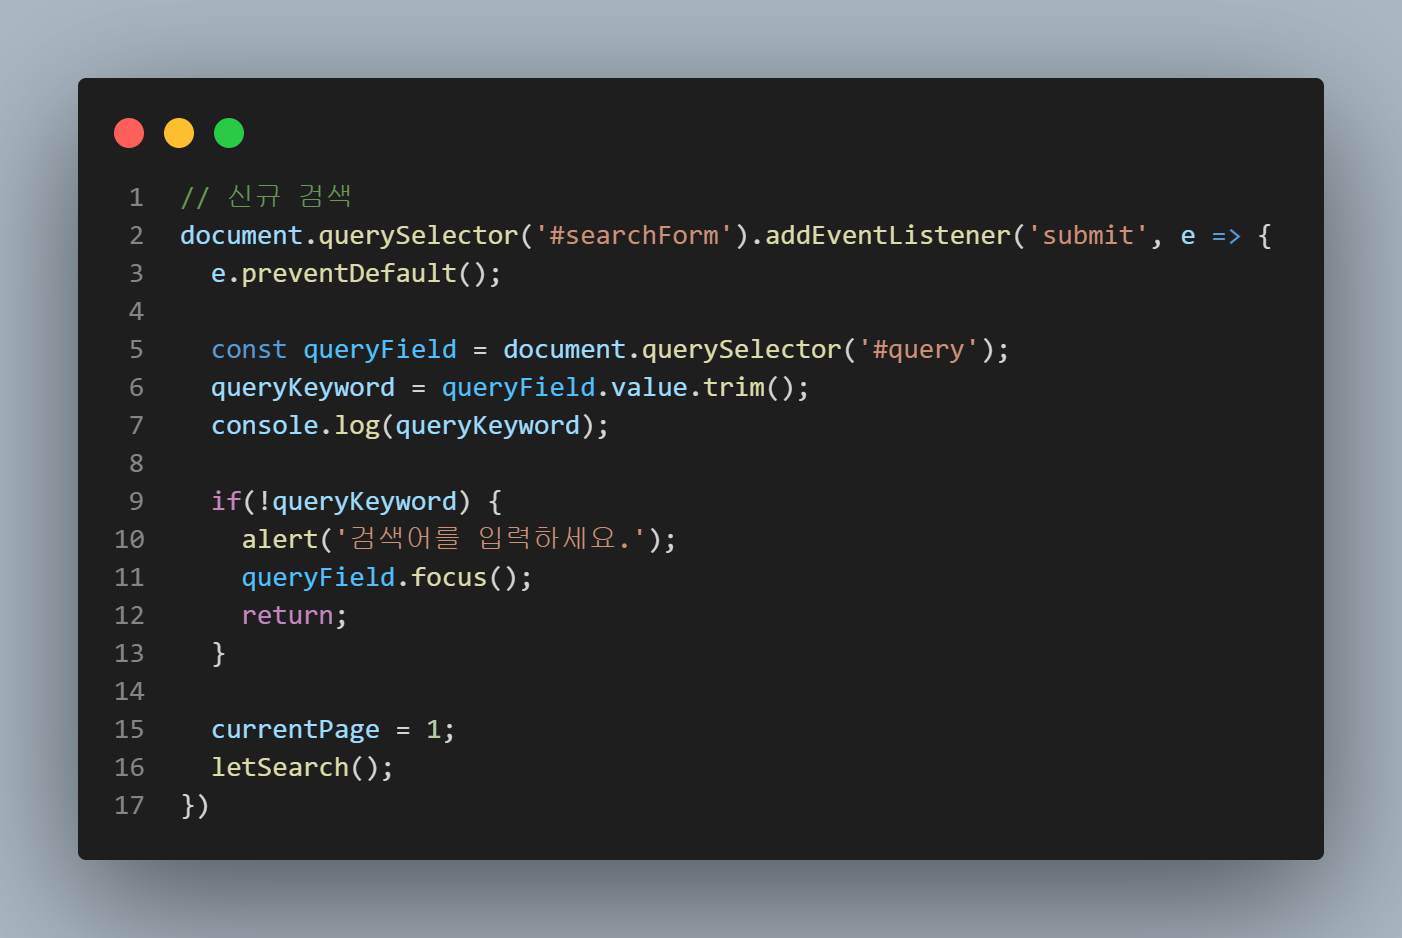 1 // 신규 검색
2 document.querySelector('#searchForm').addEventListener('submit', e => {
3   e.preventDefault();
4
5   const queryField = document.querySelector('#query');
6   queryKeyword = queryField.value.trim();
7   console.log(queryKeyword);
8
9   if(!queryKeyword) {
10     alert('검색어를 입력하세요.');
11     queryField.focus();
12     return;
13   }
14
15   currentPage = 1;
16   letSearch();
17 })